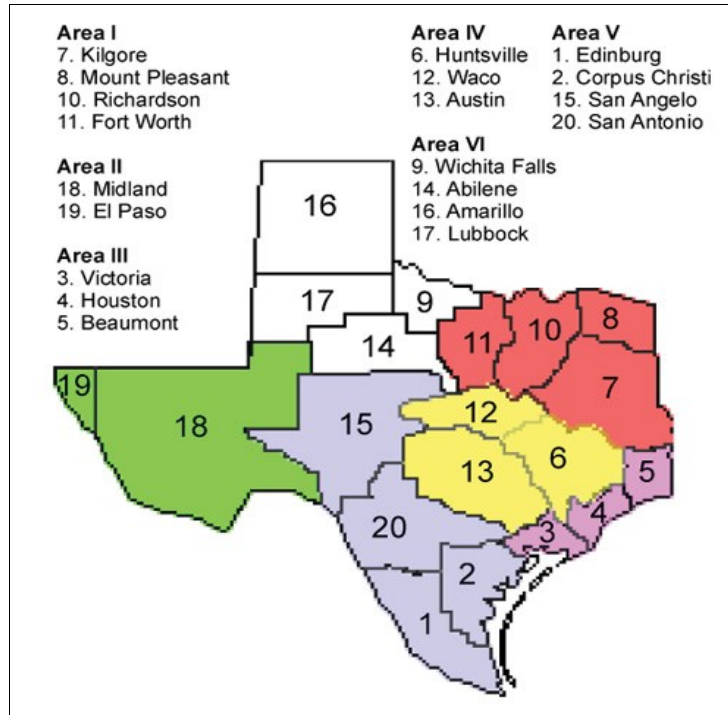 Area I
7. Kilgore
8. Mount Pleasant
10. Richardson
11. Fort Worth
Area II
18. Midland
19. El Paso
Area III
3. Victoria
4. Houston
5. Beaumont
Area IV
6. Huntsville
12. Waco
13. Austin
Area V
1. Edinburg
2. Corpus Christi
15. San Angelo
20. San Antonio
Area VI
9. Wichita Falls
14. Abilene
16. Amarillo
17. Lubbock
16
17
9
14
11
10
8
7
19
18
15
12
13
6
5
4
3
20
2
1